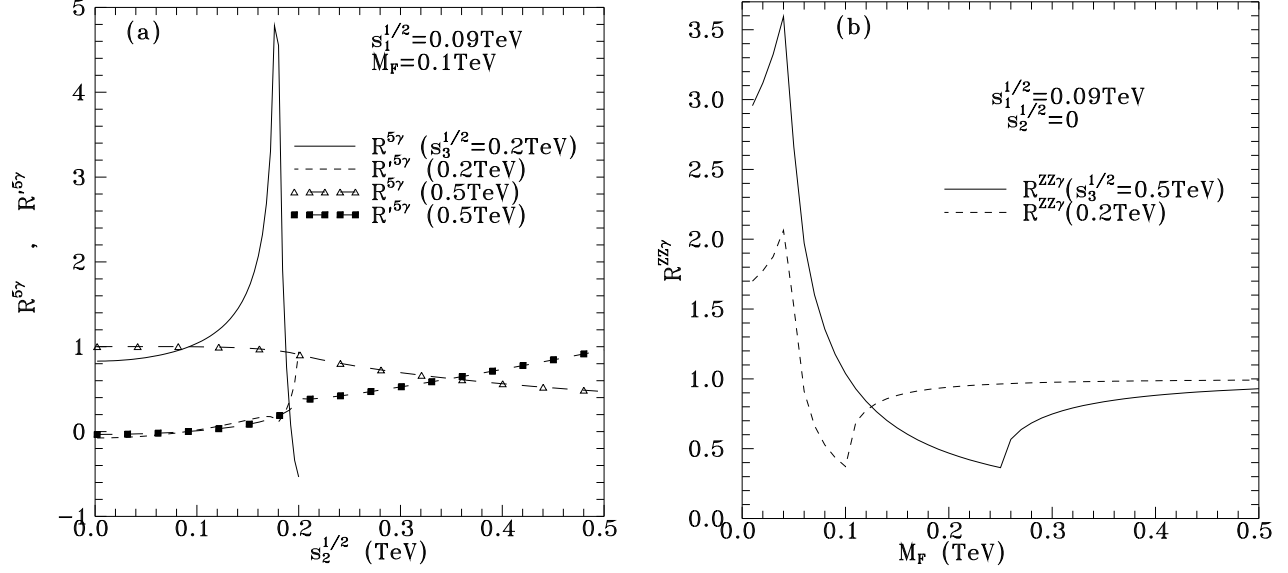 (a)
s₁^1/2=0.09TeV
M_F=0.1TeV
R^5γ (s₃^1/2=0.2TeV)
R'^5γ (0.2TeV)
R^5γ (0.5TeV)
R'^5γ (0.5TeV)
R^5γ , R'^5γ
5
4
3
2
1
0
−1
0.0 0.1 0.2 0.3 0.4 0.5
s₂^1/2 (TeV)
(b)
s₁^1/2=0.09TeV
s₂^1/2=0
R^ZZγ(s₃^1/2=0.5TeV)
R^ZZγ(0.2TeV)
R^ZZγ
3.5
3.0
2.5
2.0
1.5
1.0
0.5
0.0
0.0 0.1 0.2 0.3 0.4 0.5
M_F (TeV)